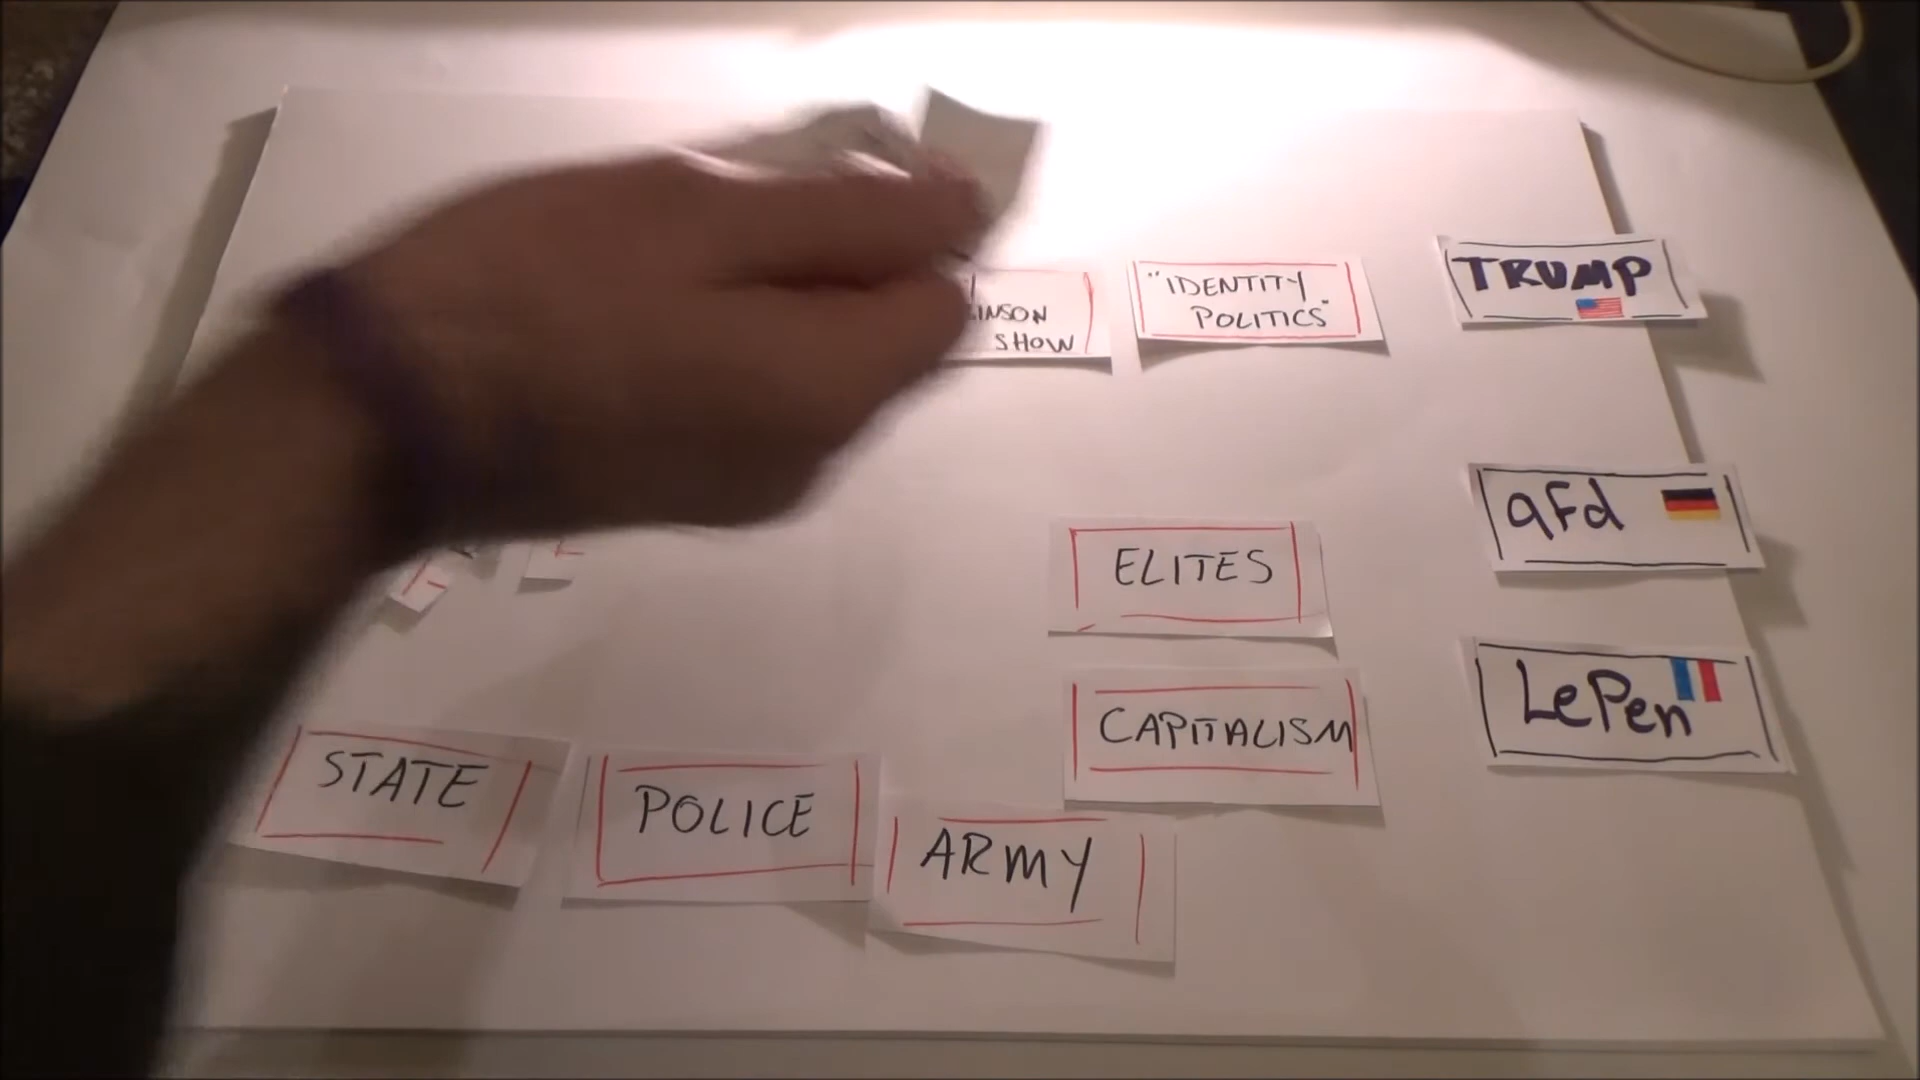 SHOW
"IDENTITY
POLITICS"
TRUMP
afd
ELITES
LePen
CAPITALISM
STATE
POLICE
ARMY